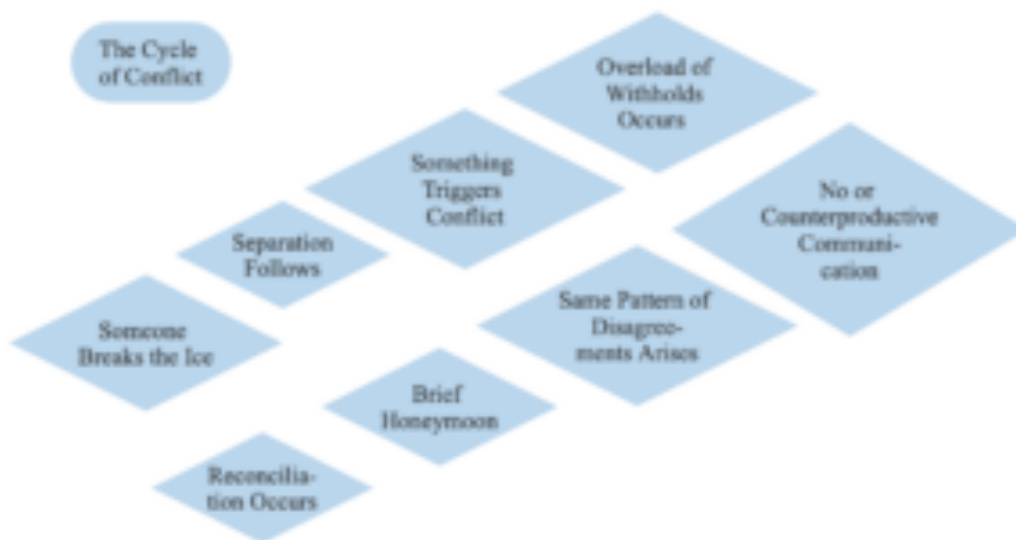 The Cycle
of Conflict
Overload of
Withholds
Occurs
Something
Triggers
Conflict
No or
Counterproductive
Communi-
cation
Separation
Follows
Same Pattern of
Disagree-
ments Arises
Someone
Breaks the Ice
Brief
Honeymoon
Reconcilia-
tion Occurs